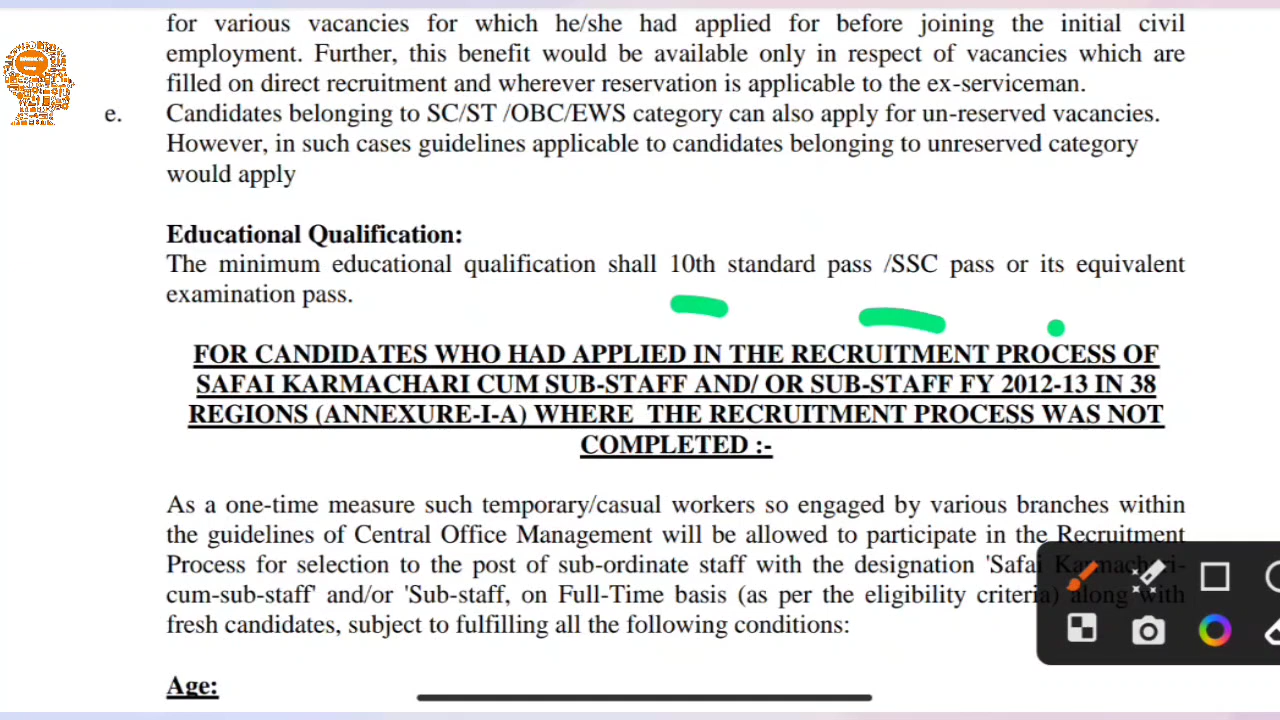 for various vacancies for which he/she had applied for before joining the initial civil
employment. Further, this benefit would be available only in respect of vacancies which are
filled on direct recruitment and wherever reservation is applicable to the ex-serviceman.
e. Candidates belonging to SC/ST /OBC/EWS category can also apply for un-reserved vacancies.
However, in such cases guidelines applicable to candidates belonging to unreserved category
would apply
Educational Qualification:
The minimum educational qualification shall 10th standard pass /SSC pass or its equivalent
examination pass.
FOR CANDIDATES WHO HAD APPLIED IN THE RECRUITMENT PROCESS OF
SAFAI KARMACHARI CUM SUB-STAFF AND/ OR SUB-STAFF FY 2012-13 IN 38
REGIONS (ANNEXURE-I-A) WHERE THE RECRUITMENT PROCESS WAS NOT
COMPLETED :-
As a one-time measure such temporary/casual workers so engaged by various branches within
the guidelines of Central Office Management will be allowed to participate in the Recruitment
Process for selection to the post of sub-ordinate staff with the designation 'Safai Karmachari-
cum-sub-staff' and/or 'Sub-staff, on Full-Time basis (as per the eligibility criteria) along with
fresh candidates, subject to fulfilling all the following conditions:
Age: